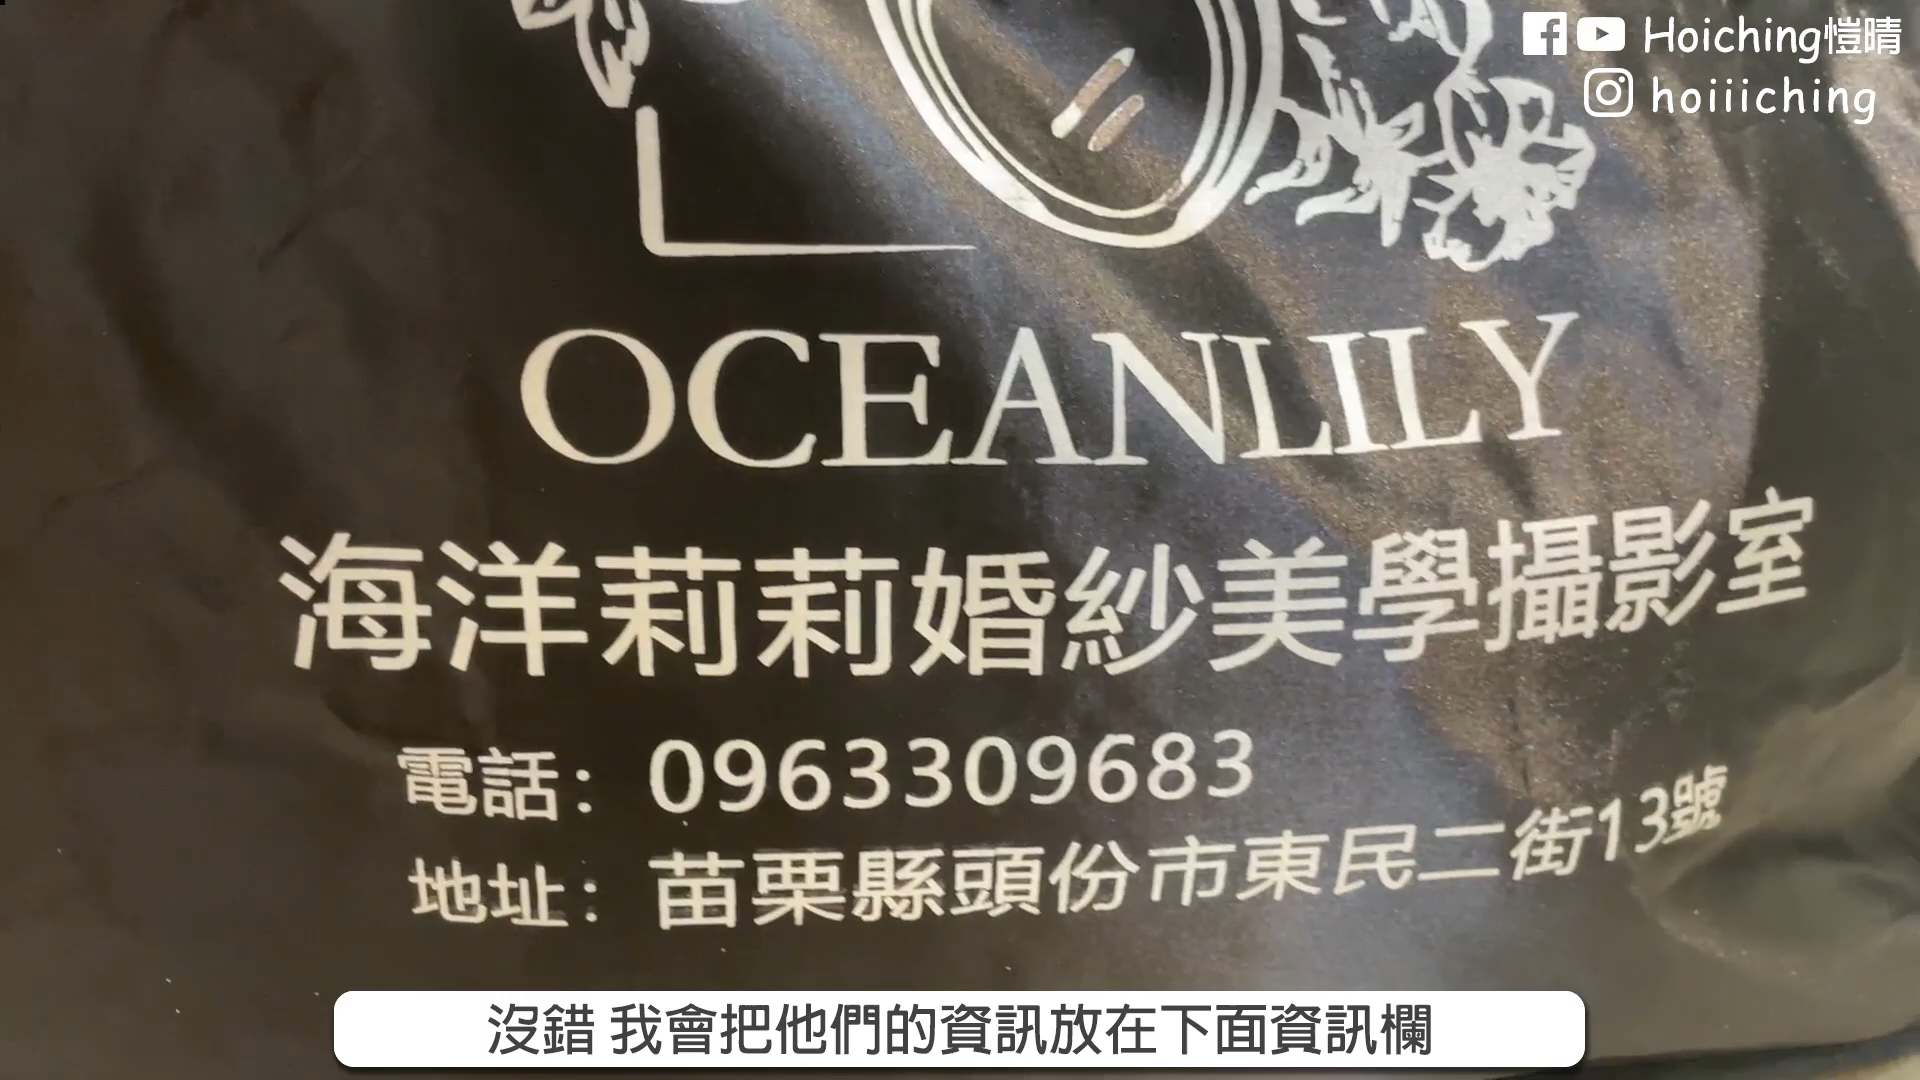 Hoiching愷晴
hoiiiching
OCEANLILY
海洋莉莉婚紗美學攝影室
電話：0963309683
地址：苗栗縣頭份市東民二街13號
沒錯 我會把他們的資訊放在下面資訊欄